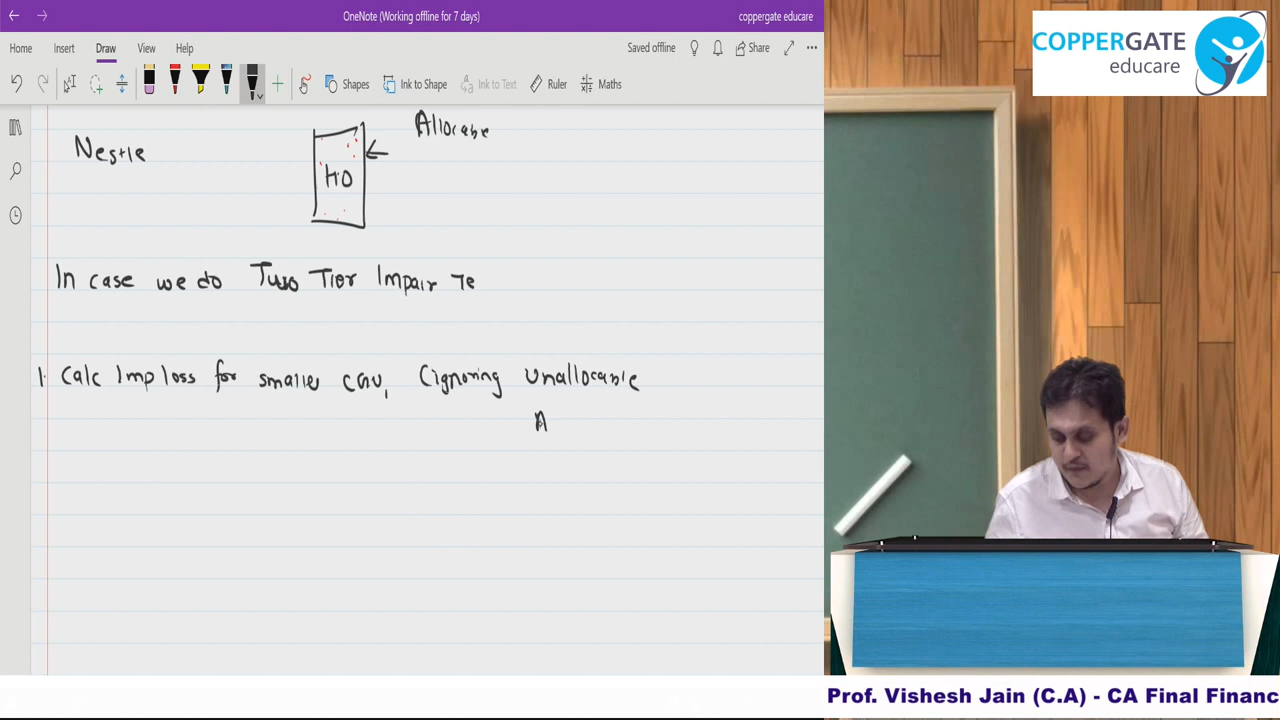 OneNote (Working offline for 7 days)
coppergate educare
Home Insert Draw View Help
Saved offline Share
Shapes Ink to Shape Ink to Text Ruler Maths
COPPERGATE
educare
Allocable
Nestle
HO
In case we do Two Tier Impair Te
1. Calc Imp loss for smaller CGU, (ignoring Unallocable
A
Prof. Vishesh Jain (C.A) - CA Final Financ